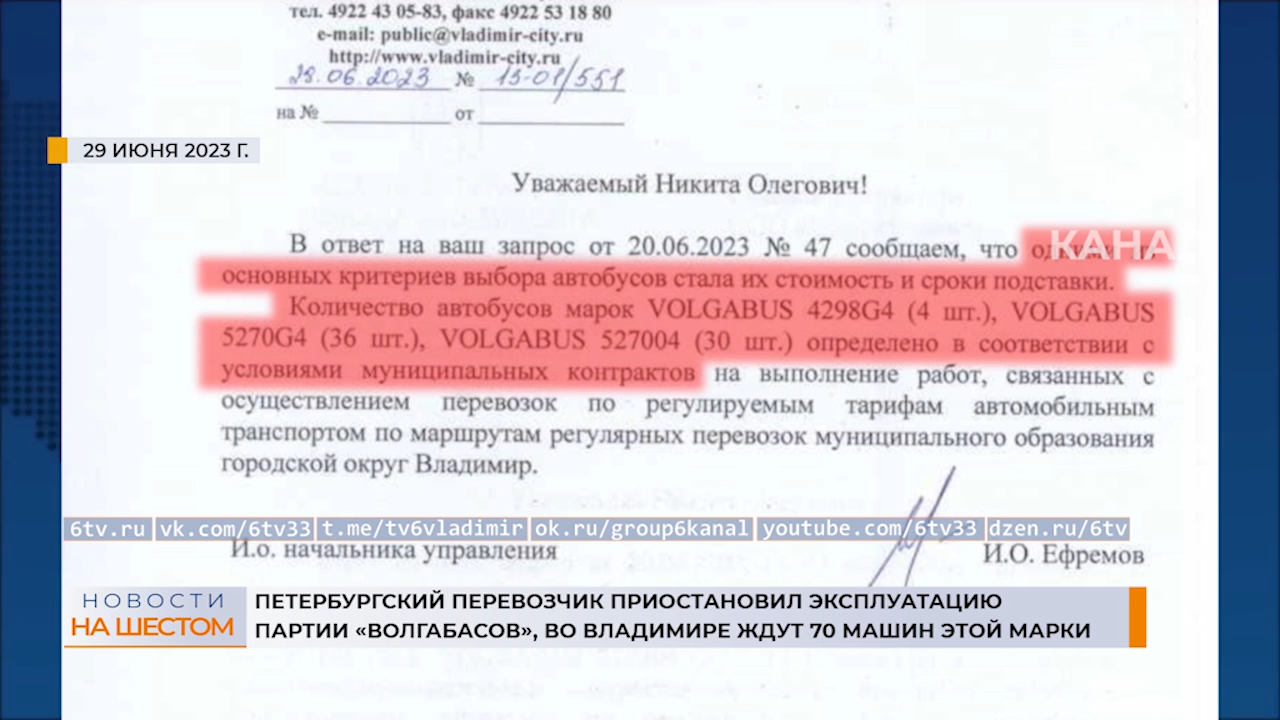 тел. 4922 43 05-83, факс 4922 53 18 80
e-mail: public@vladimir-city.ru
http://www.vladimir-city.ru
28.06.2023 № 15-01/551
на № от
29 ИЮНЯ 2023 Г.
Уважаемый Никита Олегович!
КАНА
В ответ на ваш запрос от 20.06.2023 № 47 сообщаем, что
основных критериев выбора автобусов стала их стоимость и сроки подставки.
Количество автобусов марок VOLGABUS 4298G4 (4 шт.), VOLGABUS
5270G4 (36 шт.), VOLGABUS 527004 (30 шт.) определено в соответствии с
условиями муниципальных контрактов на выполнение работ, связанных с
осуществлением перевозок по регулируемым тарифам автомобильным
транспортом по маршрутам регулярных перевозок муниципального образования
городской округ Владимир.
6tv.ru vk.com/6tv33 t.me/tv6vladimir ok.ru/group6kanal youtube.com/6tv33 dzen.ru/6tv
И.о. начальника управления И.О. Ефремов
НОВОСТИ
НА ШЕСТОМ
ПЕТЕРБУРГСКИЙ ПЕРЕВОЗЧИК ПРИОСТАНОВИЛ ЭКСПЛУАТАЦИЮ
ПАРТИИ «ВОЛГАБАСОВ», ВО ВЛАДИМИРЕ ЖДУТ 70 МАШИН ЭТОЙ МАРКИ